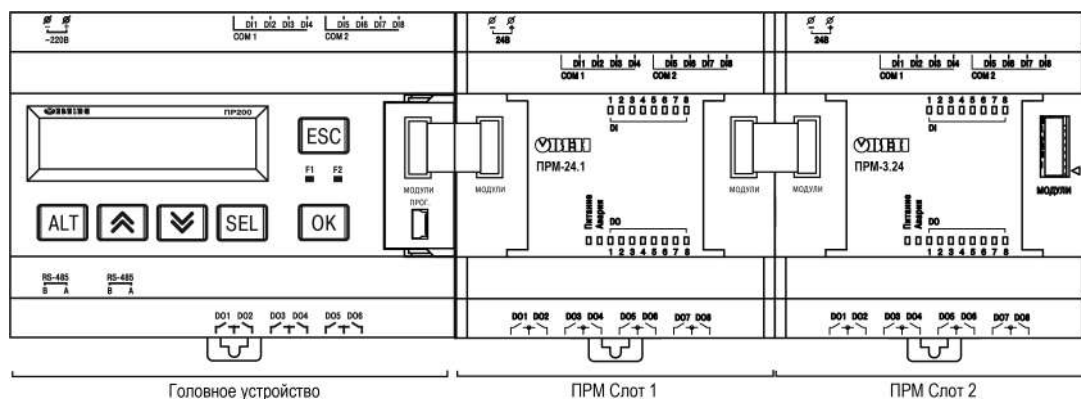 ~220В
DI1 DI2 DI3 DI4
COM 1
DI5 DI6 DI7 DI8
COM 2
24В
DI1 DI2 DI3 DI4
COM 1
DI5 DI6 DI7 DI8
COM 2
24В
DI1 DI2 DI3 DI4
COM 1
DI5 DI6 DI7 DI8
COM 2
ОВЕН
ПР200
ESC
F1 F2
ALT
SEL
OK
МОДУЛИ
ПРОГ.
МОДУЛИ
1 2 3 4 5 6 7 8
DI
ОВЕН
ПРМ-24.1
Питание
Авария
DO
1 2 3 4 5 6 7 8
МОДУЛИ
МОДУЛИ
1 2 3 4 5 6 7 8
DI
ОВЕН
ПРМ-3.24
Питание
Авария
DO
1 2 3 4 5 6 7 8
МОДУЛИ
RS-485
B A
RS-485
B A
DO1 DO2 DO3 DO4 DO5 DO6
DO1 DO2 DO3 DO4 DO5 DO6 DO7 DO8
DO1 DO2 DO3 DO4 DO5 DO6 DO7 DO8
Головное устройство
ПРМ Слот 1
ПРМ Слот 2